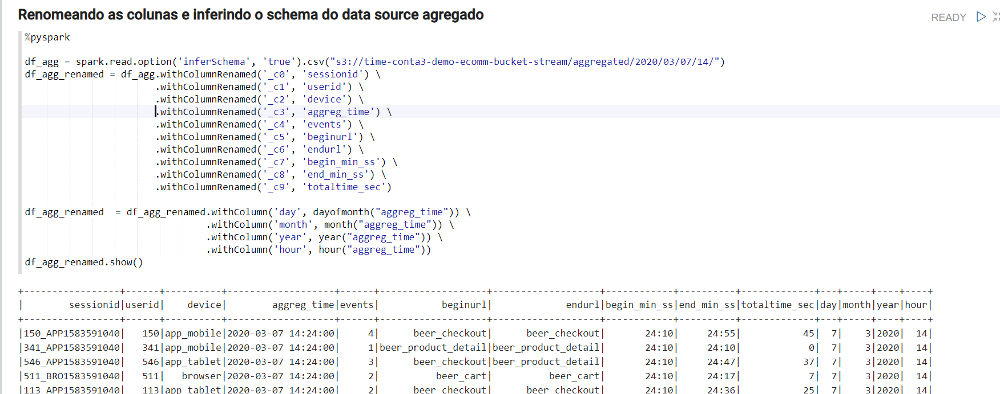 Renomeando as colunas e inferindo o schema do data source agregado
READY
%pyspark
df_agg = spark.read.option('inferSchema', 'true').csv("s3://time-conta3-demo-ecomm-bucket-stream/aggregated/2020/03/07/14/")
df_agg_renamed = df_agg.withColumnRenamed('_c0', 'sessionid') \
.withColumnRenamed('_c1', 'userid') \
.withColumnRenamed('_c2', 'device') \
.withColumnRenamed('_c3', 'aggreg_time') \
.withColumnRenamed('_c4', 'events') \
.withColumnRenamed('_c5', 'beginurl') \
.withColumnRenamed('_c6', 'endurl') \
.withColumnRenamed('_c7', 'begin_min_ss') \
.withColumnRenamed('_c8', 'end_min_ss') \
.withColumnRenamed('_c9', 'totaltime_sec')
df_agg_renamed  = df_agg_renamed.withColumn('day', dayofmonth("aggreg_time")) \
.withColumn('month', month("aggreg_time")) \
.withColumn('year', year("aggreg_time")) \
.withColumn('hour', hour("aggreg_time"))
df_agg_renamed.show()
+-----------------+------+----------+-------------------+------+-------------------+-------------------+------------+----------+-------------+---+-----+----+----+
|        sessionid|userid|    device|        aggreg_time|events|           beginurl|             endurl|begin_min_ss|end_min_ss|totaltime_sec|day|month|year|hour|
+-----------------+------+----------+-------------------+------+-------------------+-------------------+------------+----------+-------------+---+-----+----+----+
|150_APP1583591040|   150|app_mobile|2020-03-07 14:24:00|     4|      beer_checkout|      beer_checkout|       24:10|     24:55|           45|  7|    3|2020|  14|
|341_APP1583591040|   341|app_mobile|2020-03-07 14:24:00|     1|beer_product_detail|beer_product_detail|       24:10|     24:10|            0|  7|    3|2020|  14|
|546_APP1583591040|   546|app_tablet|2020-03-07 14:24:00|     3|      beer_checkout|beer_product_detail|       24:10|     24:47|           37|  7|    3|2020|  14|
|511_BRO1583591040|   511|   browser|2020-03-07 14:24:00|     2|          beer_cart|          beer_cart|       24:10|     24:17|            7|  7|    3|2020|  14|
|113_APP1583591040|   113|app_tablet|2020-03-07 14:24:00|     2|      beer_checkout|      beer_checkout|       24:10|     24:36|           25|  7|    3|2020|  14|